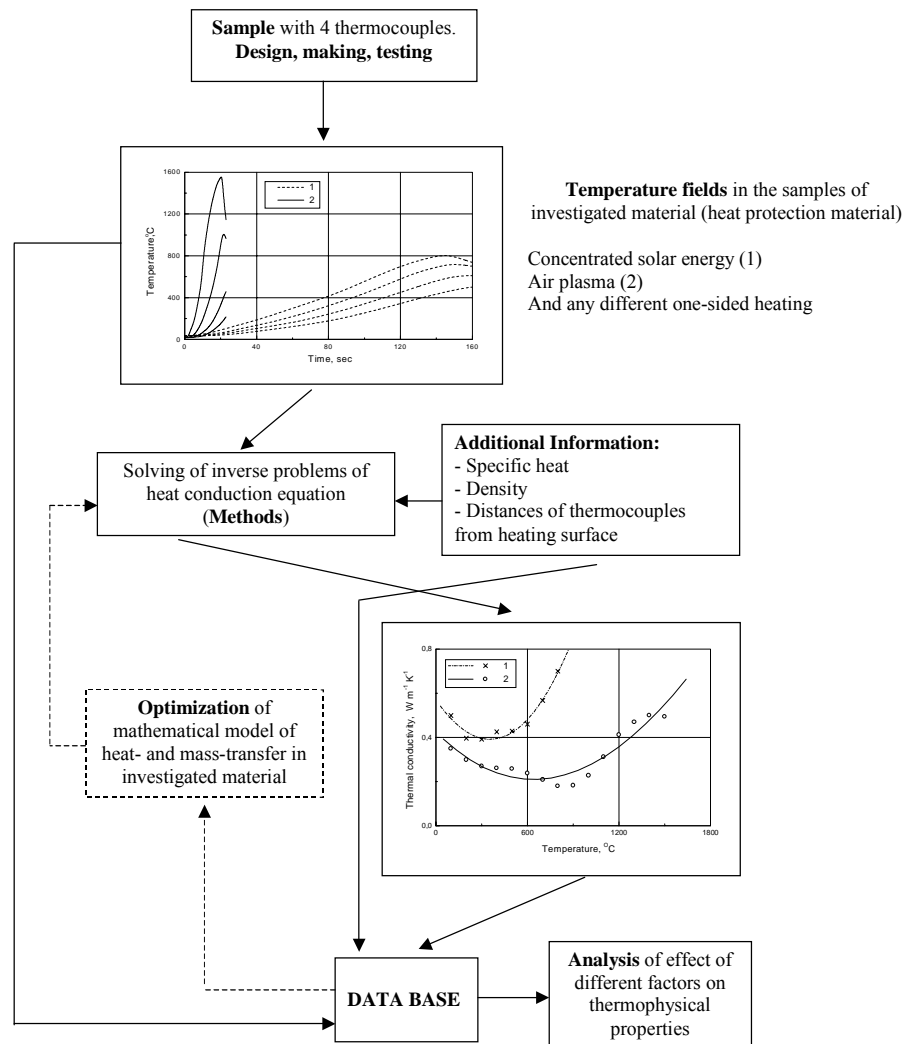 Sample with 4 thermocouples.
Design, making, testing
1600
1200
800
400
0
Temperature,°C
1
2
0
40
80
120
160
Time, sec
Temperature fields in the samples of
investigated material (heat protection material)
Concentrated solar energy (1)
Air plasma (2)
And any different one-sided heating
Solving of inverse problems of
heat conduction equation
(Methods)
Additional Information:
- Specific heat
- Density
- Distances of thermocouples
from heating surface
0,8
0,4
0,0
Thermal conductivity, W m⁻¹ K⁻¹
1
2
0
600
1200
1800
Temperature, °C
Optimization of
mathematical model of
heat- and mass-transfer in
investigated material
DATA BASE
Analysis of effect of
different factors on
thermophysical
properties